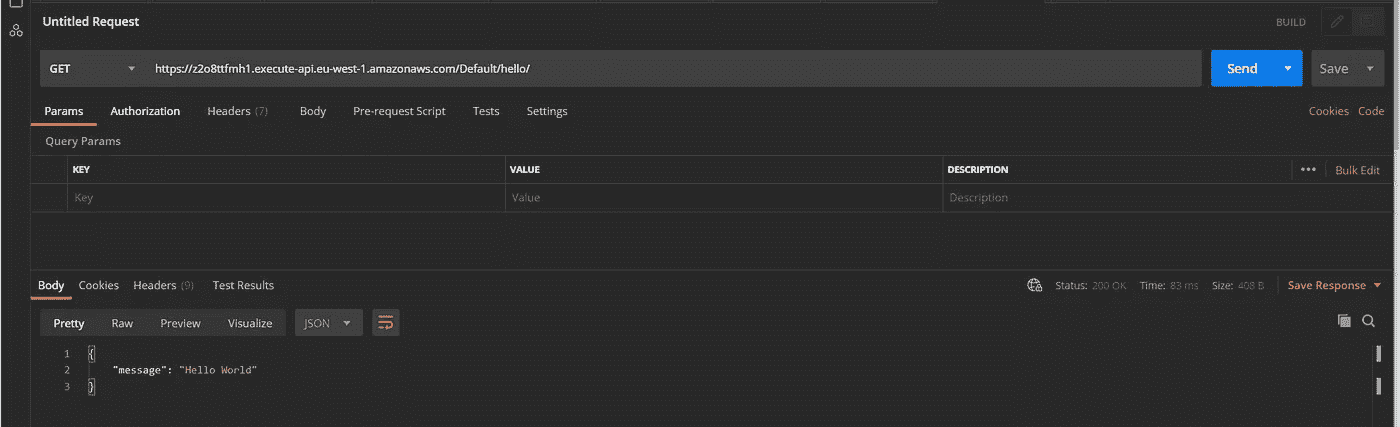 Untitled Request
BUILD
GET https://z2o8ttfmh1.execute-api.eu-west-1.amazonaws.com/Default/hello/ Send Save
Params Authorization Headers (7) Body Pre-request Script Tests Settings Cookies Code
Query Params
KEY VALUE DESCRIPTION ••• Bulk Edit
Key Value Description
Body Cookies Headers (9) Test Results Status: 200 OK Time: 83 ms Size: 408 B Save Response
Pretty Raw Preview Visualize JSON
1 {
2 "message": "Hello World"
3 }